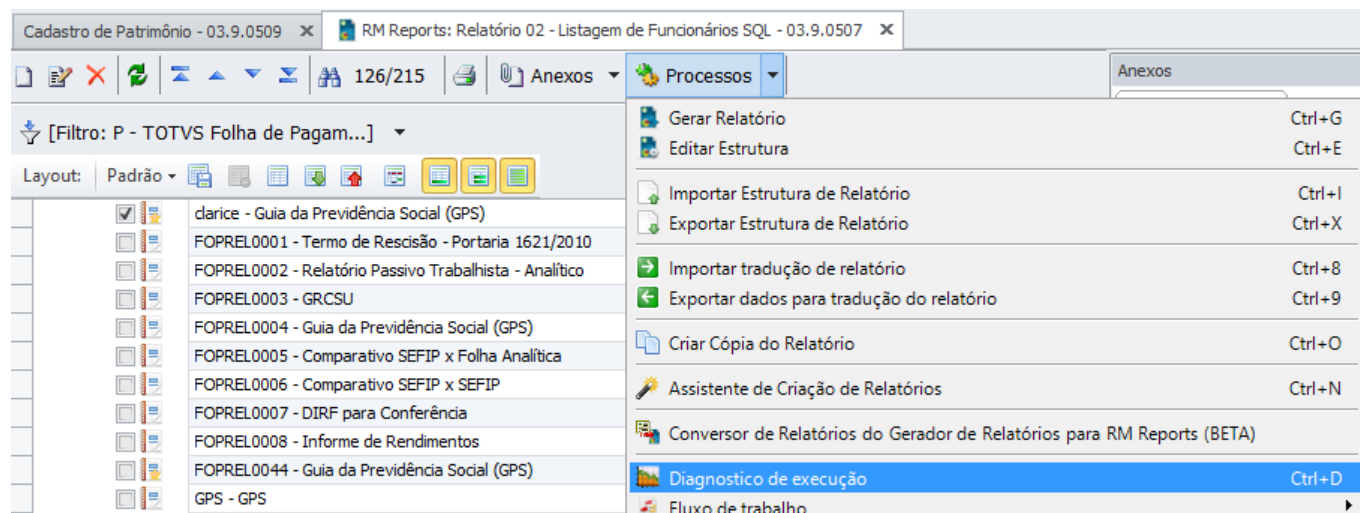 Cadastro de Patrimônio - 03.9.0509
RM Reports: Relatório 02 - Listagem de Funcionários SQL - 03.9.0507
126/215 Anexos Processos
Anexos
[Filtro: P - TOTVS Folha de Pagam...]
Layout: Padrão
clarice - Guia da Previdência Social (GPS)
FOPREL0001 - Termo de Rescisão - Portaria 1621/2010
FOPREL0002 - Relatório Passivo Trabalhista - Analítico
FOPREL0003 - GRCSU
FOPREL0004 - Guia da Previdência Social (GPS)
FOPREL0005 - Comparativo SEFIP x Folha Analítica
FOPREL0006 - Comparativo SEFIP x SEFIP
FOPREL0007 - DIRF para Conferência
FOPREL0008 - Informe de Rendimentos
FOPREL0044 - Guia da Previdência Social (GPS)
GPS - GPS
Gerar Relatório Ctrl+G
Editar Estrutura Ctrl+E
Importar Estrutura de Relatório Ctrl+I
Exportar Estrutura de Relatório Ctrl+X
Importar tradução de relatório Ctrl+8
Exportar dados para tradução do relatório Ctrl+9
Criar Cópia do Relatório Ctrl+O
Assistente de Criação de Relatórios Ctrl+N
Conversor de Relatórios do Gerador de Relatórios para RM Reports (BETA)
Diagnostico de execução Ctrl+D
Fluxo de trabalho